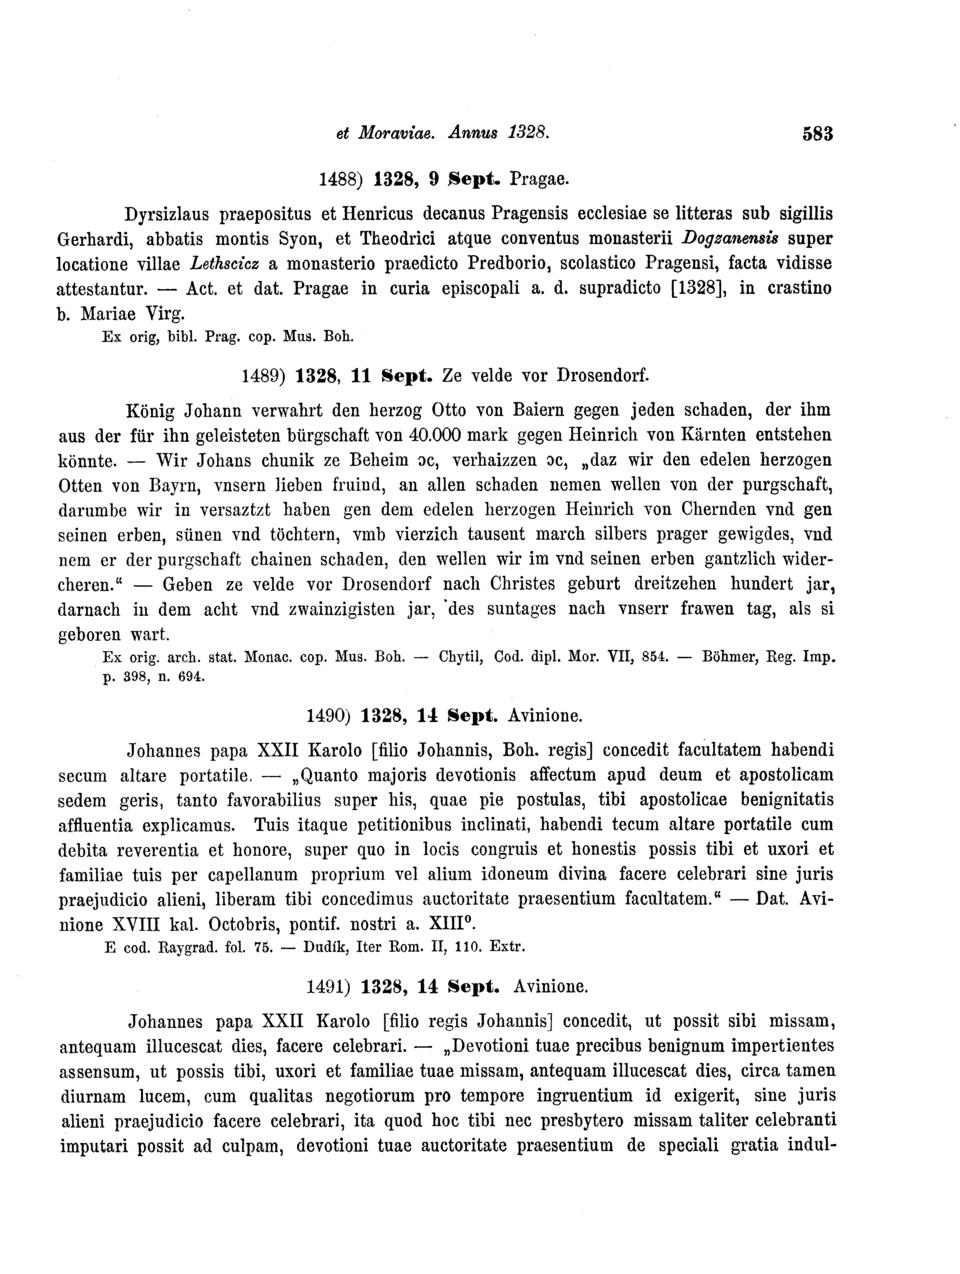 et Moraviae. Annus 1328. 583
1488) 1328, 9 Sept. Pragae.
Dyrsizlaus praepositus et Henricus decanus Pragensis ecclesiae se litteras sub sigillis
Gerhardi, abbatis montis Syon, et Theodrici atque conventus monasterii Dogzanensis super
locatione villae Lethscicz a monasterio praedicto Predborio, scolastico Pragensi, facta vidisse
attestantur. — Act. et dat. Pragae in curia episcopali a. d. supradicto [1328], in crastino
b. Mariae Virg.
Ex orig, bibl. Prag. cop. Mus. Boh.
1489) 1328, 11 Sept. Ze velde vor Drosendorf.
König Johann verwahrt den herzog Otto von Baiern gegen jeden schaden, der ihm
aus der für ihn geleisteten bürgschaft von 40.000 mark gegen Heinrich von Kärnten entstehen
könnte. — Wir Johans chunik ze Beheim ɔc, verhaizzen ɔc, „daz wir den edelen herzogen
Otten von Bayrn, vnsern lieben fruind, an allen schaden nemen wellen von der purgschaft,
darumbe wir in versaztzt haben gen dem edelen herzogen Heinrich von Chernden vnd gen
seinen erben, sünen vnd töchtern, vmb vierzich tausent march silbers prager gewigdes, vnd
nem er der purgschaft chainen schaden, den wellen wir im vnd seinen erben gantzlich wider-
cheren.“ — Geben ze velde vor Drosendorf nach Christes geburt dreitzehen hundert jar,
darnach in dem acht vnd zwainzigisten jar, des suntages nach vnserr frawen tag, als si
geboren wart.
Ex orig. arch. stat. Monac. cop. Mus. Boh. — Chytil, Cod. dipl. Mor. VII, 854. — Böhmer, Reg. Imp.
p. 398, n. 694.
1490) 1328, 14 Sept. Avinione.
Johannes papa XXII Karolo [filio Johannis, Boh. regis] concedit facultatem habendi
secum altare portatile. — „Quanto majoris devotionis affectum apud deum et apostolicam
sedem geris, tanto favorabilius super his, quae pie postulas, tibi apostolicae benignitatis
affluentia explicamus. Tuis itaque petitionibus inclinati, habendi tecum altare portatile cum
debita reverentia et honore, super quo in locis congruis et honestis possis tibi et uxori et
familiae tuis per capellanum proprium vel alium idoneum divina facere celebrari sine juris
praejudicio alieni, liberam tibi concedimus auctoritate praesentium facultatem.“ — Dat. Avi-
nione XVIII kal. Octobris, pontif. nostri a. XIII⁰.
E cod. Raygrad. fol. 75. — Dudík, Iter Rom. II, 110. Extr.
1491) 1328, 14 Sept. Avinione.
Johannes papa XXII Karolo [filio regis Johannis] concedit, ut possit sibi missam,
antequam illucescat dies, facere celebrari. — „Devotioni tuae precibus benignum impertientes
assensum, ut possis tibi, uxori et familiae tuae missam, antequam illucescat dies, circa tamen
diurnam lucem, cum qualitas negotiorum pro tempore ingruentium id exigerit, sine juris
alieni praejudicio facere celebrari, ita quod hoc tibi nec presbytero missam taliter celebranti
imputari possit ad culpam, devotioni tuae auctoritate praesentium de speciali gratia indul-